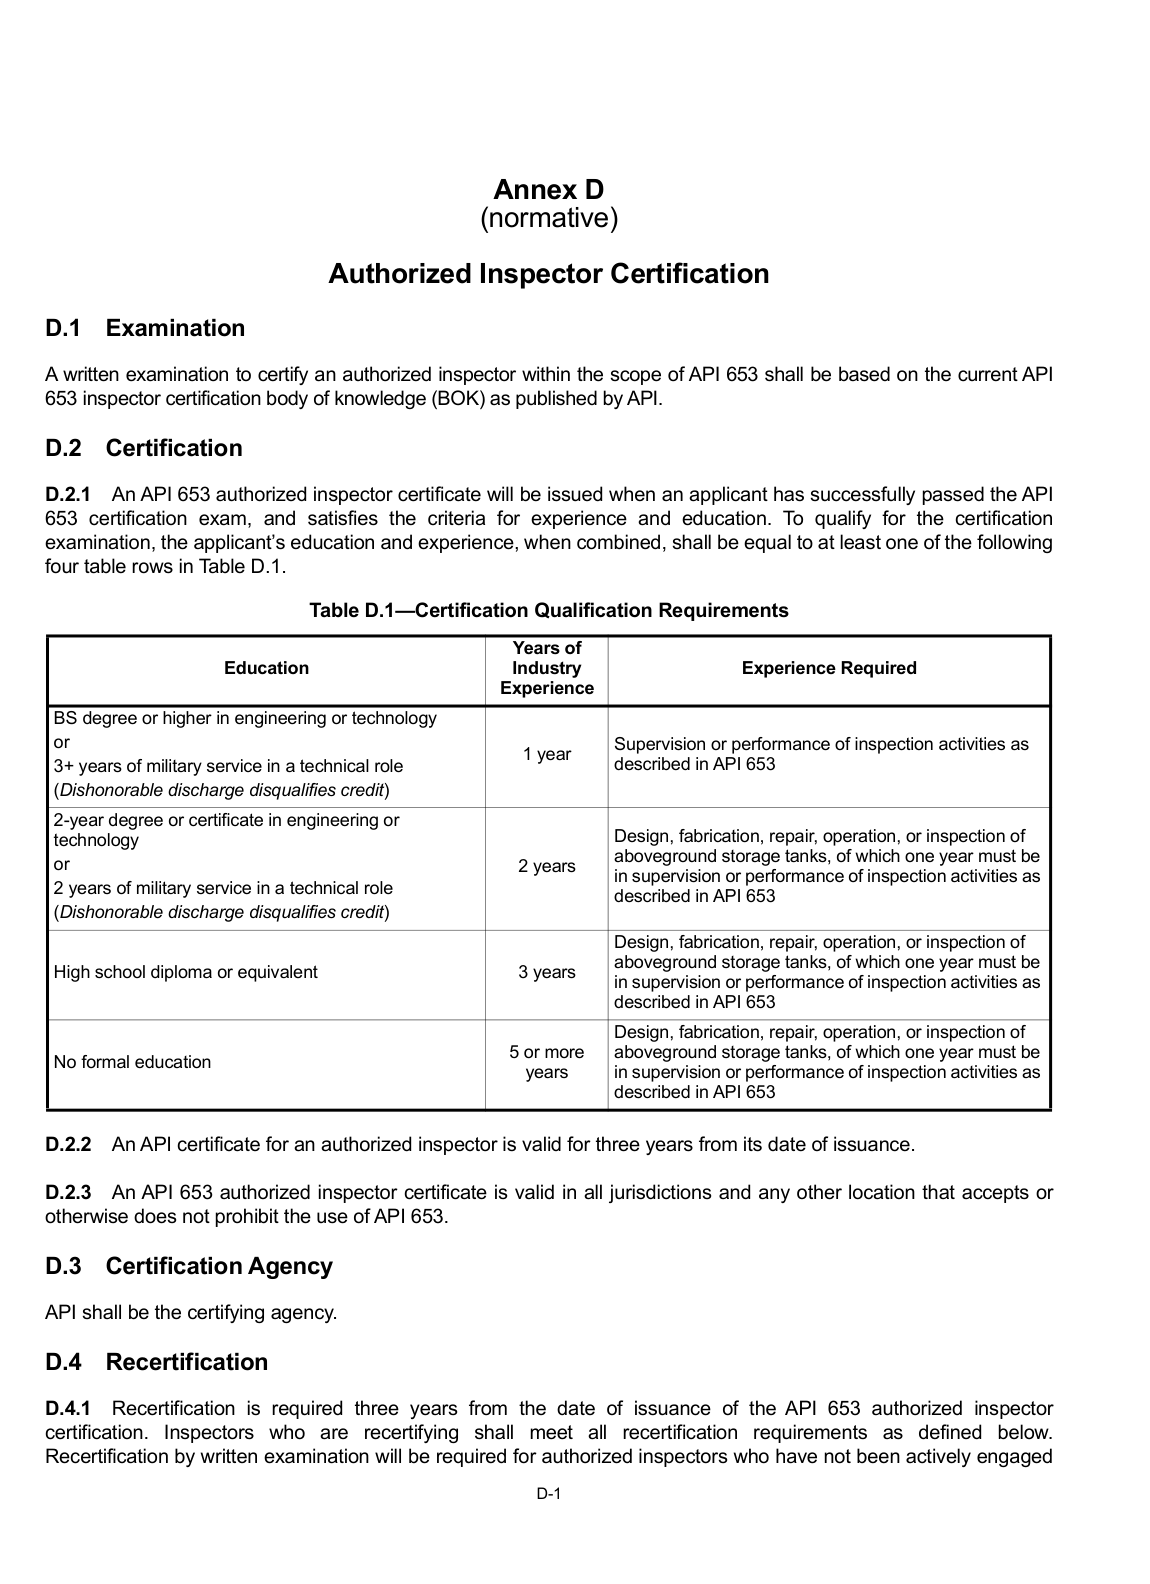 Annex D
(normative)
Authorized Inspector Certification
D.1 Examination
A written examination to certify an authorized inspector within the scope of API 653 shall be based on the current API
653 inspector certification body of knowledge (BOK) as published by API.
D.2 Certification
D.2.1 An API 653 authorized inspector certificate will be issued when an applicant has successfully passed the API
653 certification exam, and satisfies the criteria for experience and education. To qualify for the certification
examination, the applicant’s education and experience, when combined, shall be equal to at least one of the following
four table rows in Table D.1.
Table D.1—Certification Qualification Requirements
Education
Years of
Industry
Experience
Experience Required
BS degree or higher in engineering or technology
or
3+ years of military service in a technical role
(Dishonorable discharge disqualifies credit)
1 year
Supervision or performance of inspection activities as
described in API 653
2-year degree or certificate in engineering or
technology
or
2 years of military service in a technical role
(Dishonorable discharge disqualifies credit)
2 years
Design, fabrication, repair, operation, or inspection of
aboveground storage tanks, of which one year must be
in supervision or performance of inspection activities as
described in API 653
High school diploma or equivalent
3 years
Design, fabrication, repair, operation, or inspection of
aboveground storage tanks, of which one year must be
in supervision or performance of inspection activities as
described in API 653
No formal education
5 or more
years
Design, fabrication, repair, operation, or inspection of
aboveground storage tanks, of which one year must be
in supervision or performance of inspection activities as
described in API 653
D.2.2 An API certificate for an authorized inspector is valid for three years from its date of issuance.
D.2.3 An API 653 authorized inspector certificate is valid in all jurisdictions and any other location that accepts or
otherwise does not prohibit the use of API 653.
D.3 Certification Agency
API shall be the certifying agency.
D.4 Recertification
D.4.1 Recertification is required three years from the date of issuance of the API 653 authorized inspector
certification. Inspectors who are recertifying shall meet all recertification requirements as defined below.
Recertification by written examination will be required for authorized inspectors who have not been actively engaged
D-1